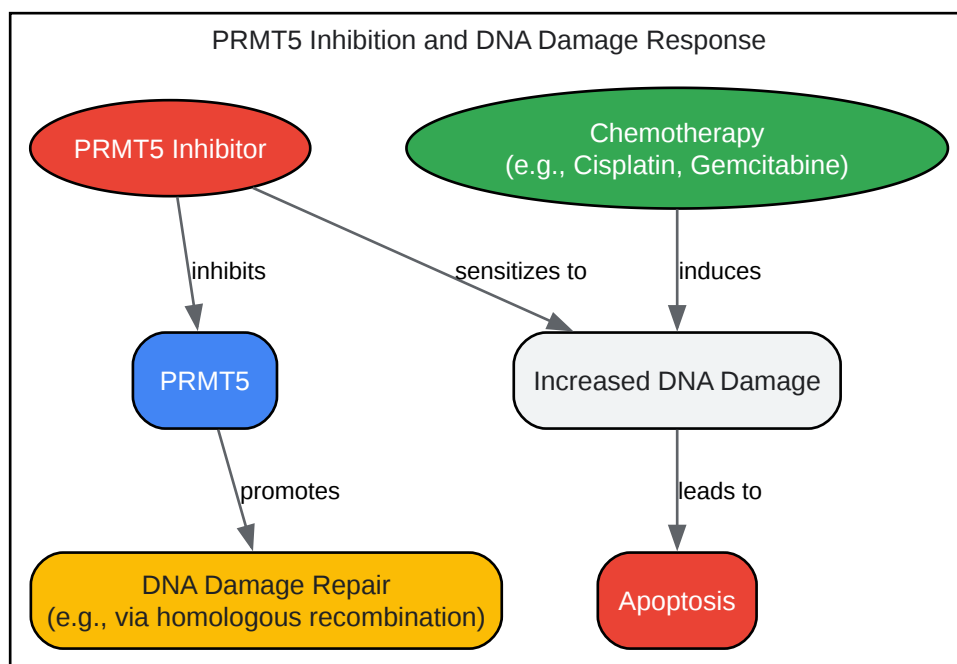 PRMT5 Inhibition and DNA Damage Response
PRMT5 Inhibitor
Chemotherapy
(e.g., Cisplatin, Gemcitabine)
inhibits
sensitizes to
induces
PRMT5
Increased DNA Damage
promotes
leads to
DNA Damage Repair
(e.g., via homologous recombination)
Apoptosis